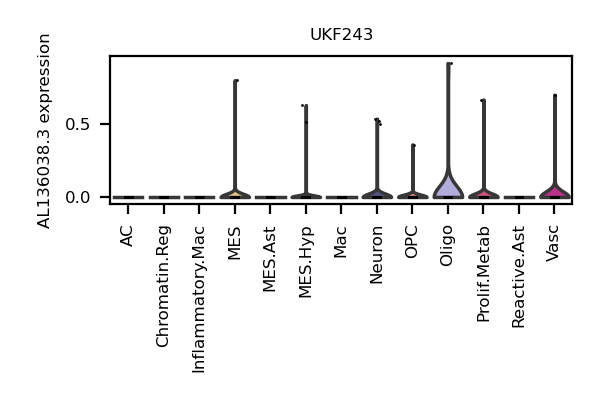 UKF243
AL136038.3 expression
0.5
0.0
AC
Chromatin.Reg
Inflammatory.Mac
MES
MES.Ast
MES.Hyp
Mac
Neuron
OPC
Oligo
Prolif.Metab
Reactive.Ast
Vasc